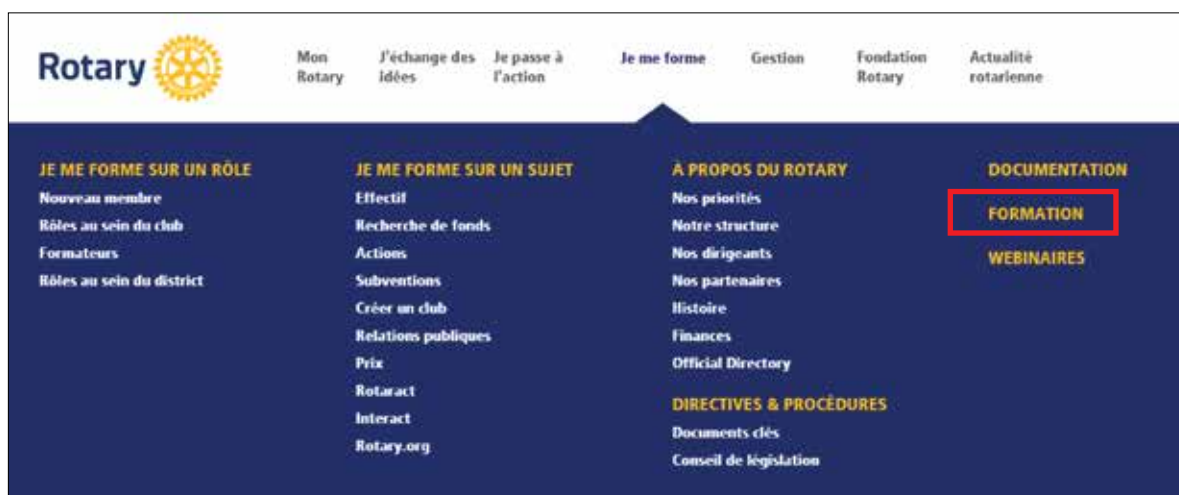 Rotary
Mon
Rotary
J'échange des
idées
Je passe à
l'action
Je me forme
Gestion
Fondation
Rotary
Actualité
rotarienne
JE ME FORME SUR UN RÔLE
Nouveau membre
Rôles au sein du club
Formateurs
Rôles au sein du district
JE ME FORME SUR UN SUJET
Effectif
Recherche de fonds
Actions
Subventions
Créer un club
Relations publiques
Prix
Rotaract
Interact
Rotary.org
À PROPOS DU ROTARY
Nos priorités
Notre structure
Nos dirigeants
Nos partenaires
Histoire
Finances
Official Directory
DIRECTIVES & PROCÉDURES
Documents clés
Conseil de législation
DOCUMENTATION
FORMATION
WEBINAIRES